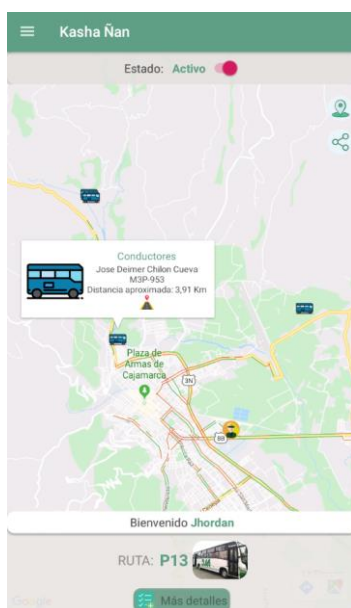 Kasha Ñan
Estado: Activo
Conductores
Jose Deimer Chilon Cueva
M3P-953
Distancia aproximada: 3,91 Km
Plaza de
Armas de
Cajamarca
3N
8B
Bienvenido Jhordan
RUTA: P13
Más detalles
Google